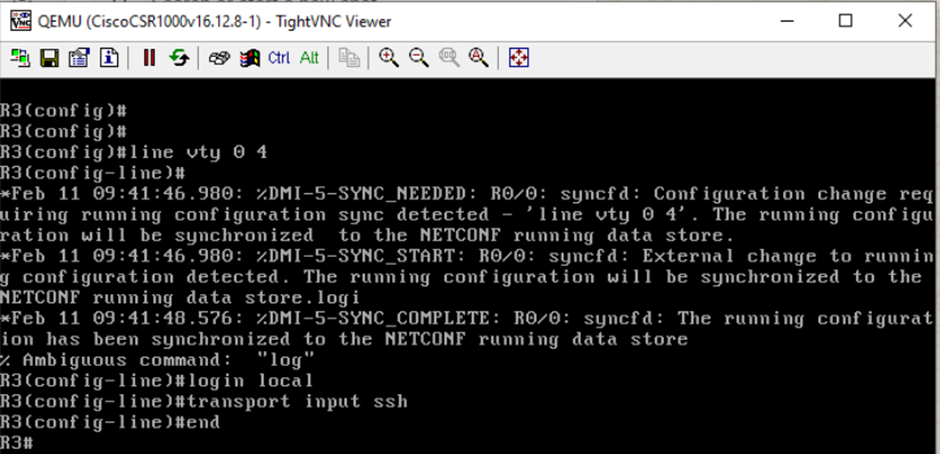 QEMU (CiscoCSR1000v16.12.8-1) - TightVNC Viewer
Ctrl Alt
R3(config)#
R3(config)#
R3(config)#line vty 0 4
R3(config-line)#
*Feb 11 09:41:46.980: %DMI-5-SYNC_NEEDED: R0/0: syncfd: Configuration change req
uiring running configuration sync detected - 'line vty 0 4'. The running configu
ration will be synchronized  to the NETCONF running data store.
*Feb 11 09:41:46.980: %DMI-5-SYNC_START: R0/0: syncfd: External change to runnin
g configuration detected. The running configuration will be synchronized to the
NETCONF running data store.logi
*Feb 11 09:41:48.576: %DMI-5-SYNC_COMPLETE: R0/0: syncfd: The running configurat
ion has been synchronized to the NETCONF running data store
% Ambiguous command:  "log"
R3(config-line)#login local
R3(config-line)#transport input ssh
R3(config-line)#end
R3#